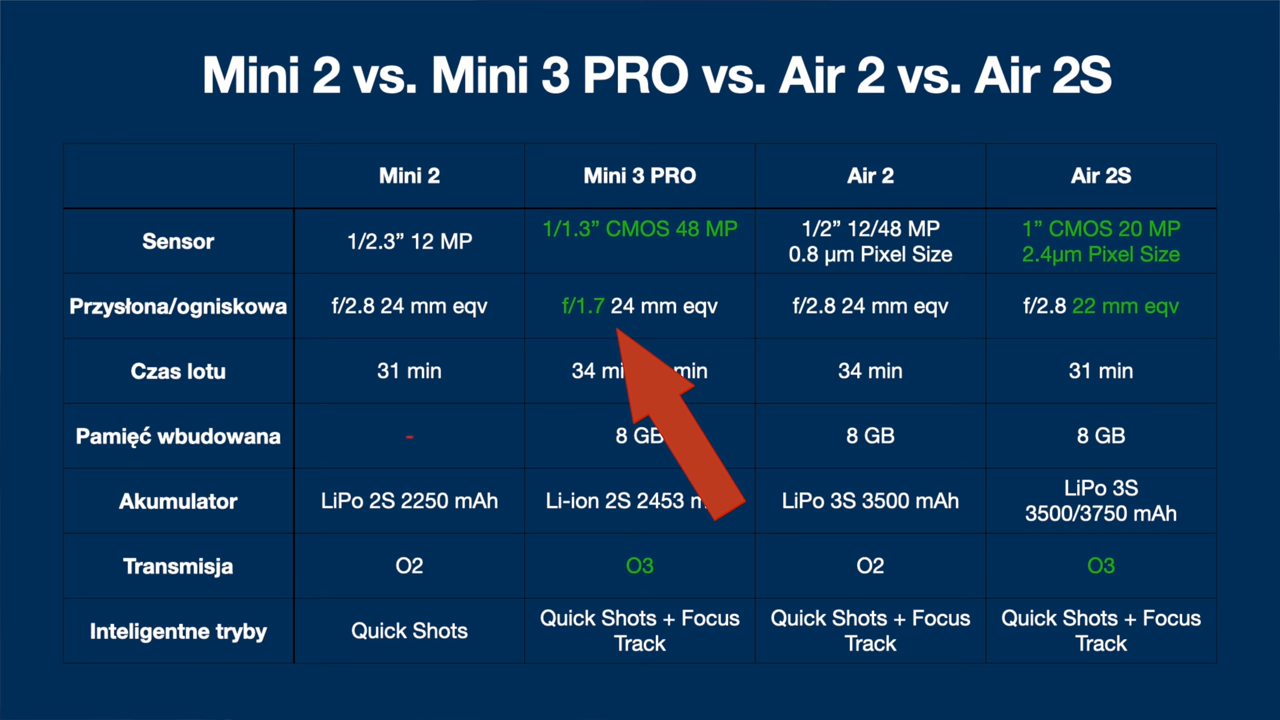 Mini 2 vs. Mini 3 PRO vs. Air 2 vs. Air 2S
Mini 2 Mini 3 PRO Air 2 Air 2S
Sensor 1/2.3” 12 MP 1/1.3” CMOS 48 MP 1/2” 12/48 MP 0.8 µm Pixel Size 1” CMOS 20 MP 2.4µm Pixel Size
Przysłona/ogniskowa f/2.8 24 mm eqv f/1.7 24 mm eqv f/2.8 24 mm eqv f/2.8 22 mm eqv
Czas lotu 31 min 34 min 34 min 31 min
Pamięć wbudowana - 8 GB 8 GB 8 GB
Akumulator LiPo 2S 2250 mAh Li-ion 2S 2453 LiPo 3S 3500 mAh LiPo 3S 3500/3750 mAh
Transmisja O2 O3 O2 O3
Inteligentne tryby Quick Shots Quick Shots + Focus Track Quick Shots + Focus Track Quick Shots + Focus Track